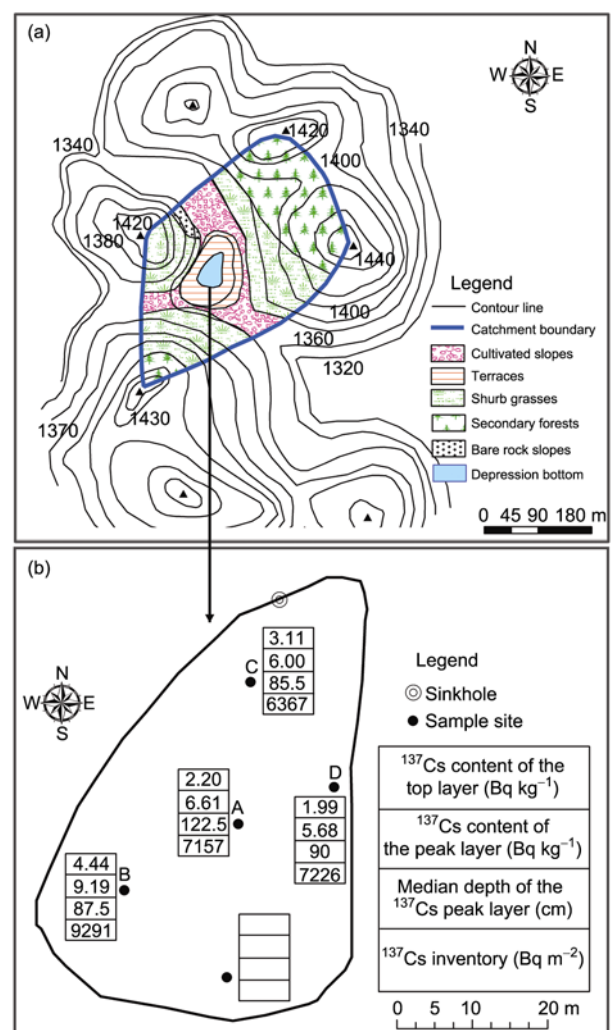 (a)
N
W E
S
1420
1340
1400
1340
1420
1380
1440
1400
1360
1320
1430
1370
Legend
Contour line
Catchment boundary
Cultivated slopes
Terraces
Shurb grasses
Secondary forests
Bare rock slopes
Depression bottom
0 45 90 180 m
(b)
N
W E
S
C
3.11
6.00
85.5
6367
Legend
Sinkhole
Sample site
A
2.20
6.61
122.5
7157
D
1.99
5.68
90
7226
B
4.44
9.19
87.5
9291
¹³⁷Cs content of the
top layer (Bq kg⁻¹)
¹³⁷Cs content of
the peak layer (Bq kg⁻¹)
Median depth of the
¹³⁷Cs peak layer (cm)
¹³⁷Cs inventory (Bq m⁻²)
0 5 10 20 m